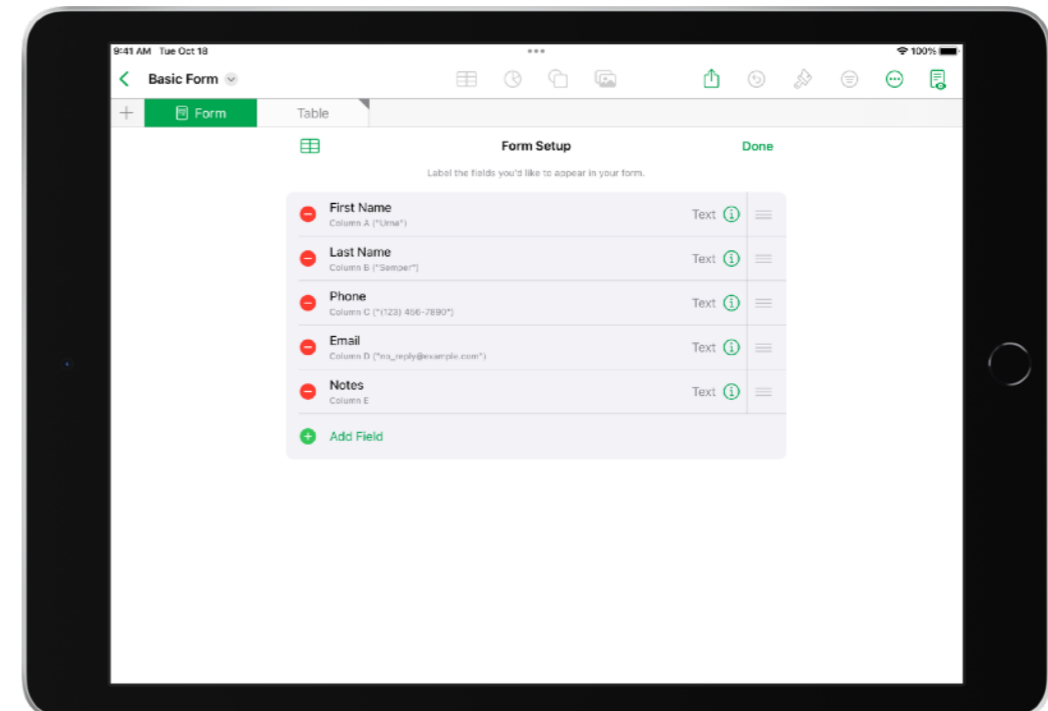 9:41 AM Tue Oct 18
100%
Basic Form
Form
Table
Form Setup
Done
Label the fields you'd like to appear in your form.
First Name
Text
Column A ("Urna")
Last Name
Text
Column B ("Semper")
Phone
Text
Column C ("(123) 456-7890")
Email
Text
Column D ("no_reply@example.com")
Notes
Text
Column E
Add Field